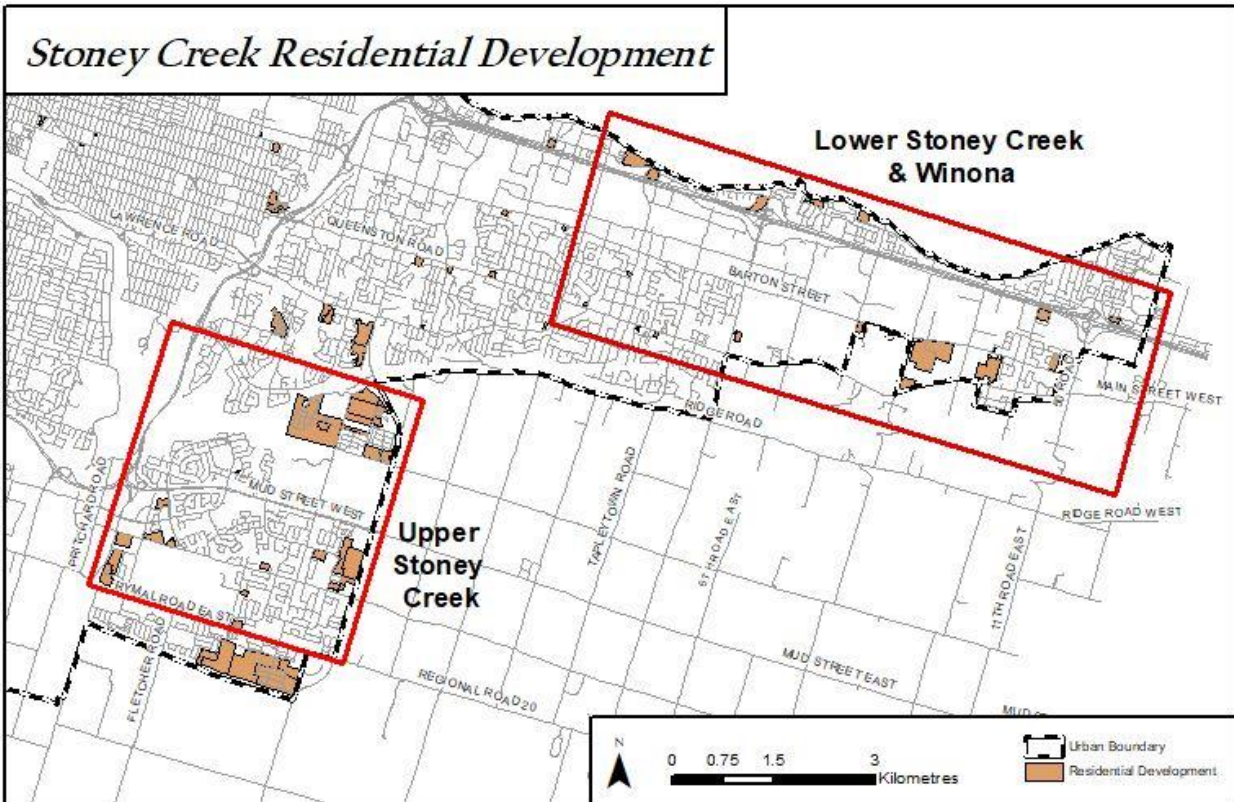 Stoney Creek Residential Development
Lower Stoney Creek
& Winona
LAWRENCE ROAD
QUEENSTON ROAD
BARTON STREET
MAIN STREET WEST
RIDGE ROAD
RIDGE ROAD WEST
PRITCHARD ROAD
MUD STREET WEST
Upper
Stoney
Creek
TAPLEYTOWN ROAD
6TH ROAD EAST
11TH ROAD EAST
RYMAL ROAD EAST
FLETCHER ROAD
REGIONAL ROAD 20
MUD STREET EAST
N
0 0.75 1.5 3
Kilometres
Urban Boundary
Residential Development